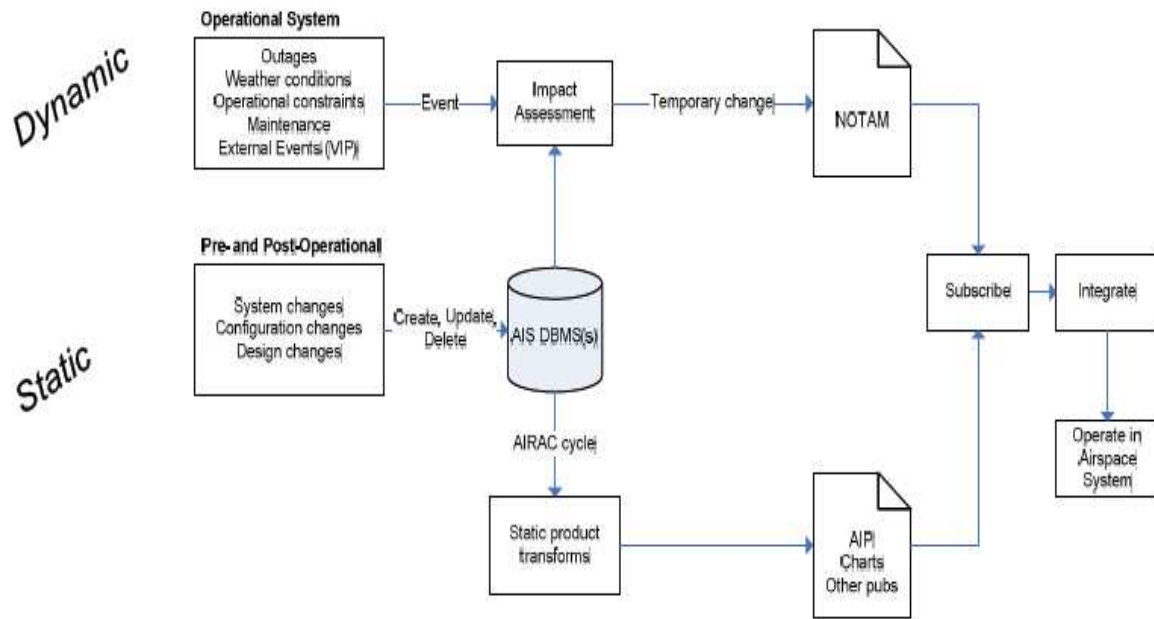 Dynamic
Operational System
Outages
Weather conditions
Operational constraints
Maintenance
External Events (VIP)
Event
Impact
Assessment
Temporary change
NOTAM
Static
Pre- and Post-Operational
System changes
Configuration changes
Design changes
Create, Update,
Delete
AIS DBMS(s)
Subscribe
Integrate
AIRAC cycle
Static product
transforms
AIP
Charts
Other pubs
Operate in
Airspace
System